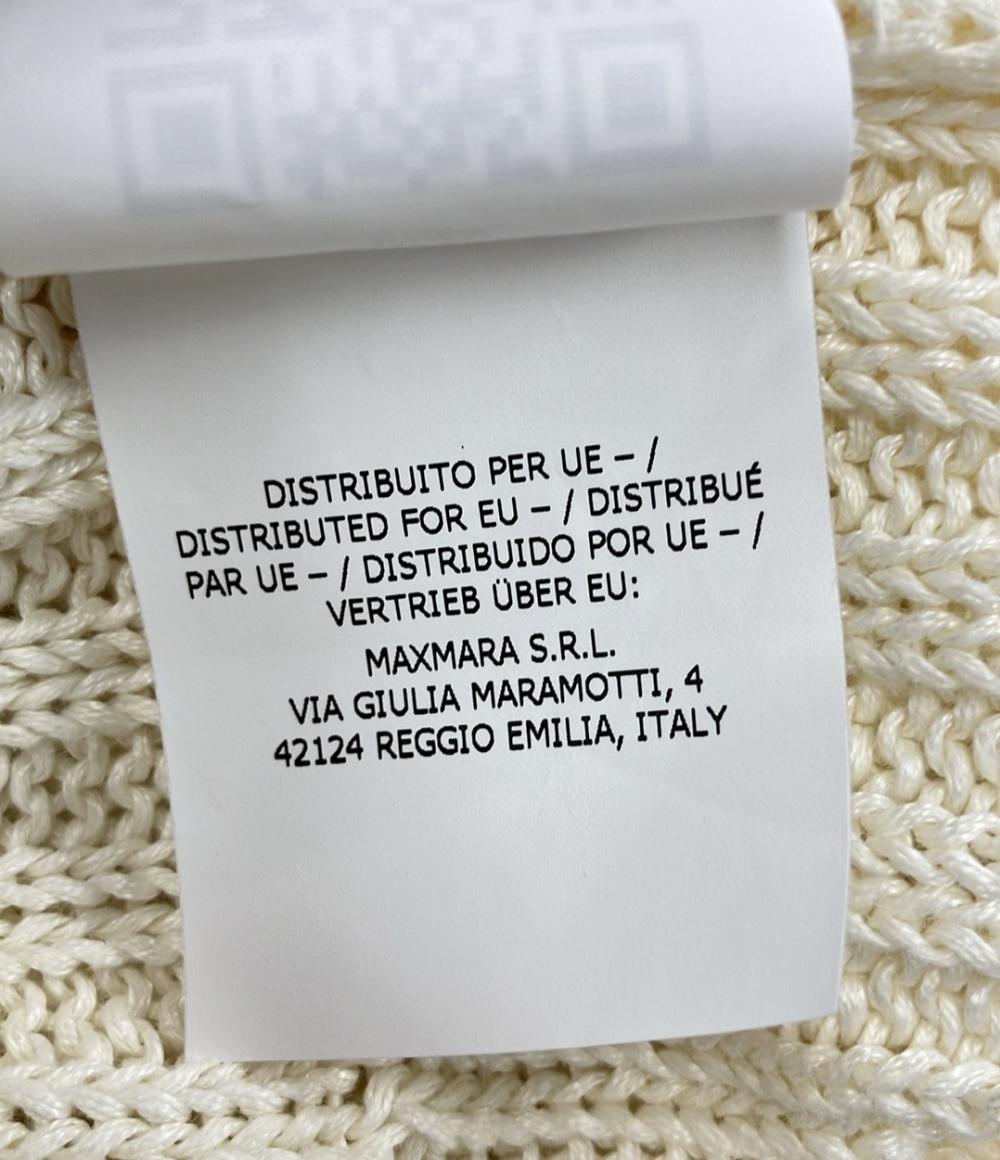 DISTRIBUITO PER UE – /
DISTRIBUTED FOR EU – / DISTRIBUÉ
PAR UE – / DISTRIBUIDO POR UE – /
VERTRIEB ÜBER EU:
MAXMARA S.R.L.
VIA GIULIA MARAMOTTI, 4
42124 REGGIO EMILIA, ITALY